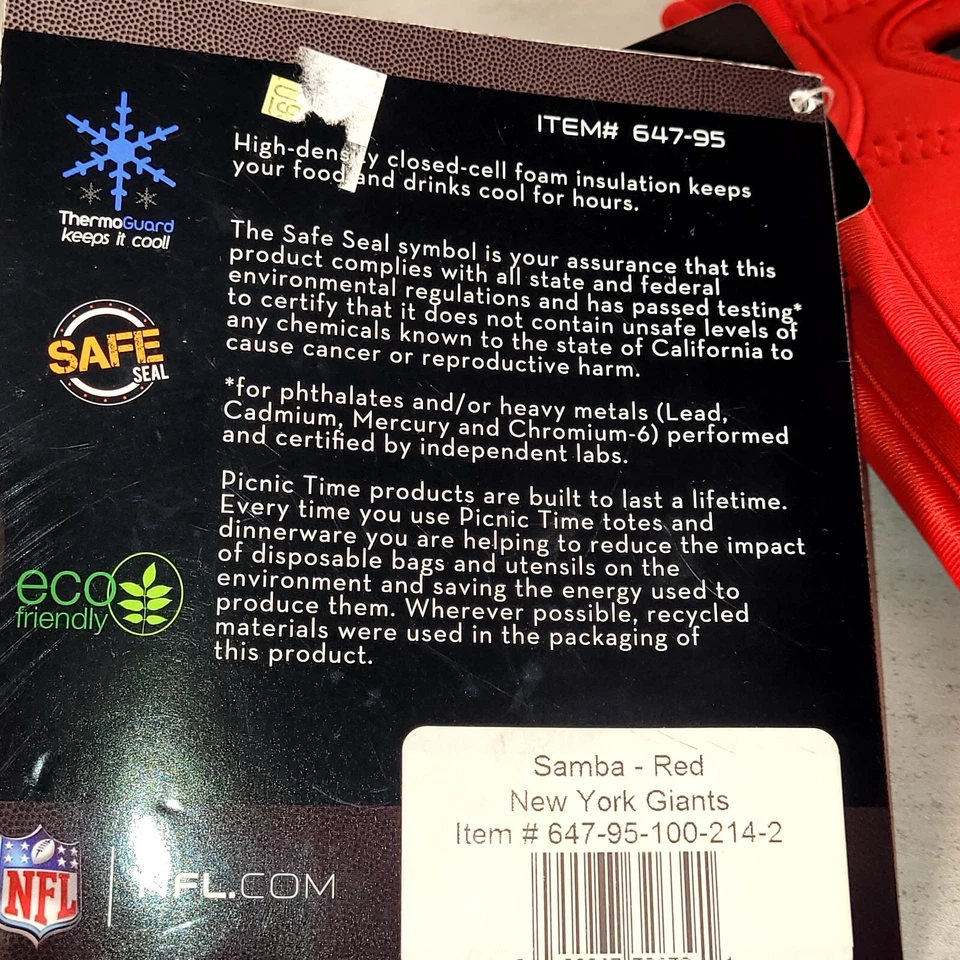 ITEM# 647-95
High-density closed-cell foam insulation keeps
your food and drinks cool for hours.
ThermoGuard
keeps it cool!
The Safe Seal symbol is your assurance that this
product complies with all state and federal
environmental regulations and has passed testing*
to certify that it does not contain unsafe levels of
any chemicals known to the state of California to
cause cancer or reproductive harm.
SAFE
SEAL
*for phthalates and/or heavy metals (Lead,
Cadmium, Mercury and Chromium-6) performed
and certified by independent labs.
Picnic Time products are built to last a lifetime.
Every time you use Picnic Time totes and
dinnerware you are helping to reduce the impact
of disposable bags and utensils on the
environment and saving the energy used to
produce them. Wherever possible, recycled
materials were used in the packaging of
this product.
eco
friendly
Samba - Red
New York Giants
Item # 647-95-100-214-2
NFL
NFL.COM